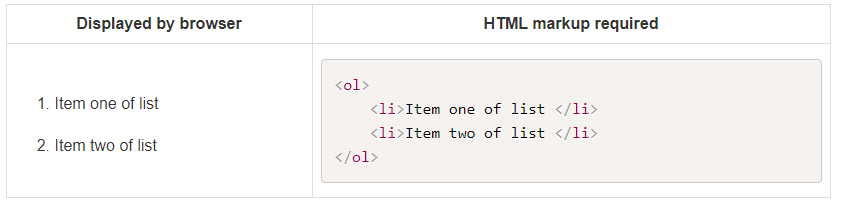 Displayed by browser
HTML markup required
1. Item one of list
2. Item two of list
<ol>
    <li>Item one of list </li>
    <li>Item two of list </li>
</ol>